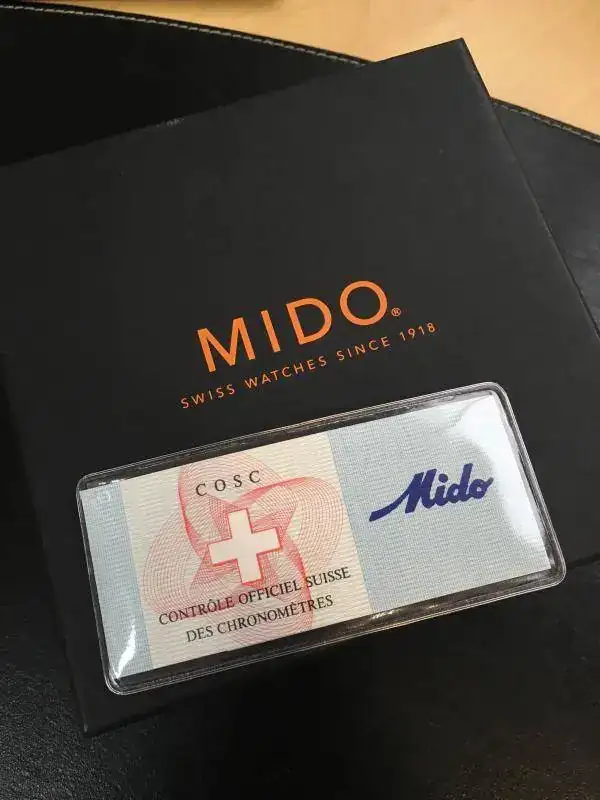 MIDO®
SWISS WATCHES SINCE 1918
COSC
Mido
CONTRÔLE OFFICIEL SUISSE
DES CHRONOMÈTRES